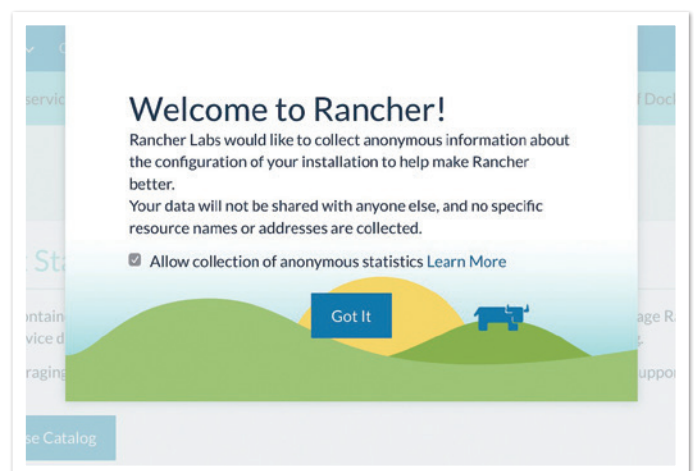 Welcome to Rancher!
Rancher Labs would like to collect anonymous information about
the configuration of your installation to help make Rancher
better.
Your data will not be shared with anyone else, and no specific
resource names or addresses are collected.
Allow collection of anonymous statistics Learn More
Got It